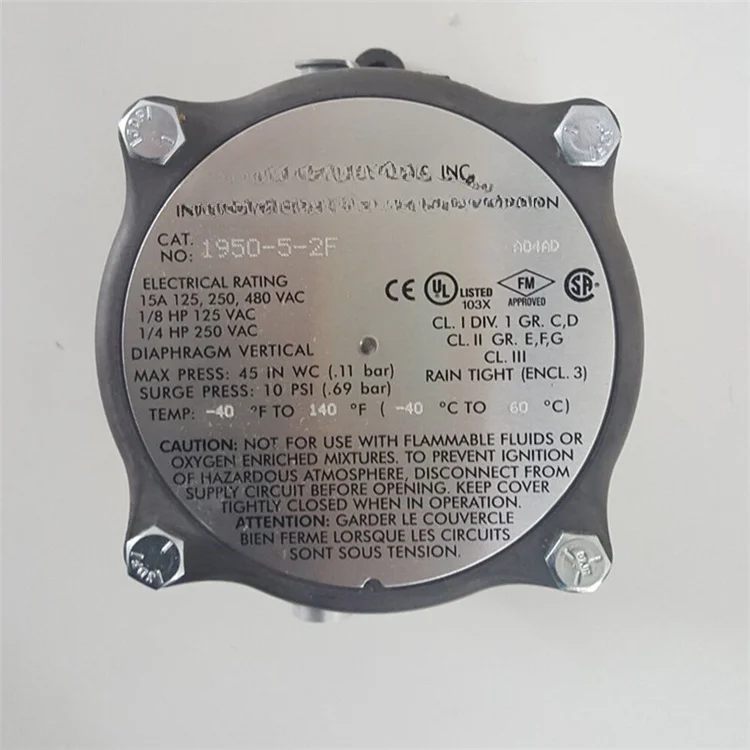 INC.
CAT.
NO: 1950-5-2F A04AD
ELECTRICAL RATING
15A 125, 250, 480 VAC
1/8 HP 125 VAC
1/4 HP 250 VAC
DIAPHRAGM VERTICAL
MAX PRESS: 45 IN WC (.11 bar)
SURGE PRESS: 10 PSI (.69 bar)
CE UL LISTED
103X
FM
APPROVED
SA
CL. I DIV. 1 GR. C,D
CL. II GR. E,F,G
CL. III
RAIN TIGHT (ENCL. 3)
TEMP: -40 °F TO 140 °F ( -40 °C TO 60 °C)
CAUTION: NOT FOR USE WITH FLAMMABLE FLUIDS OR
OXYGEN ENRICHED MIXTURES. TO PREVENT IGNITION
OF HAZARDOUS ATMOSPHERE, DISCONNECT FROM
SUPPLY CIRCUIT BEFORE OPENING. KEEP COVER
TIGHTLY CLOSED WHEN IN OPERATION.
ATTENTION: GARDER LE COUVERCLE
BIEN FERME LORSQUE LES CIRCUITS
SONT SOUS TENSION.